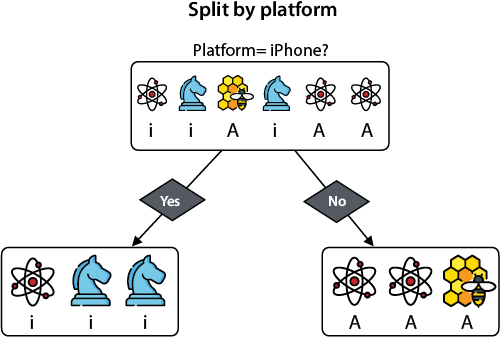 Split by platform
Platform= iPhone?
i i A i A A
Yes No
i i i A A A